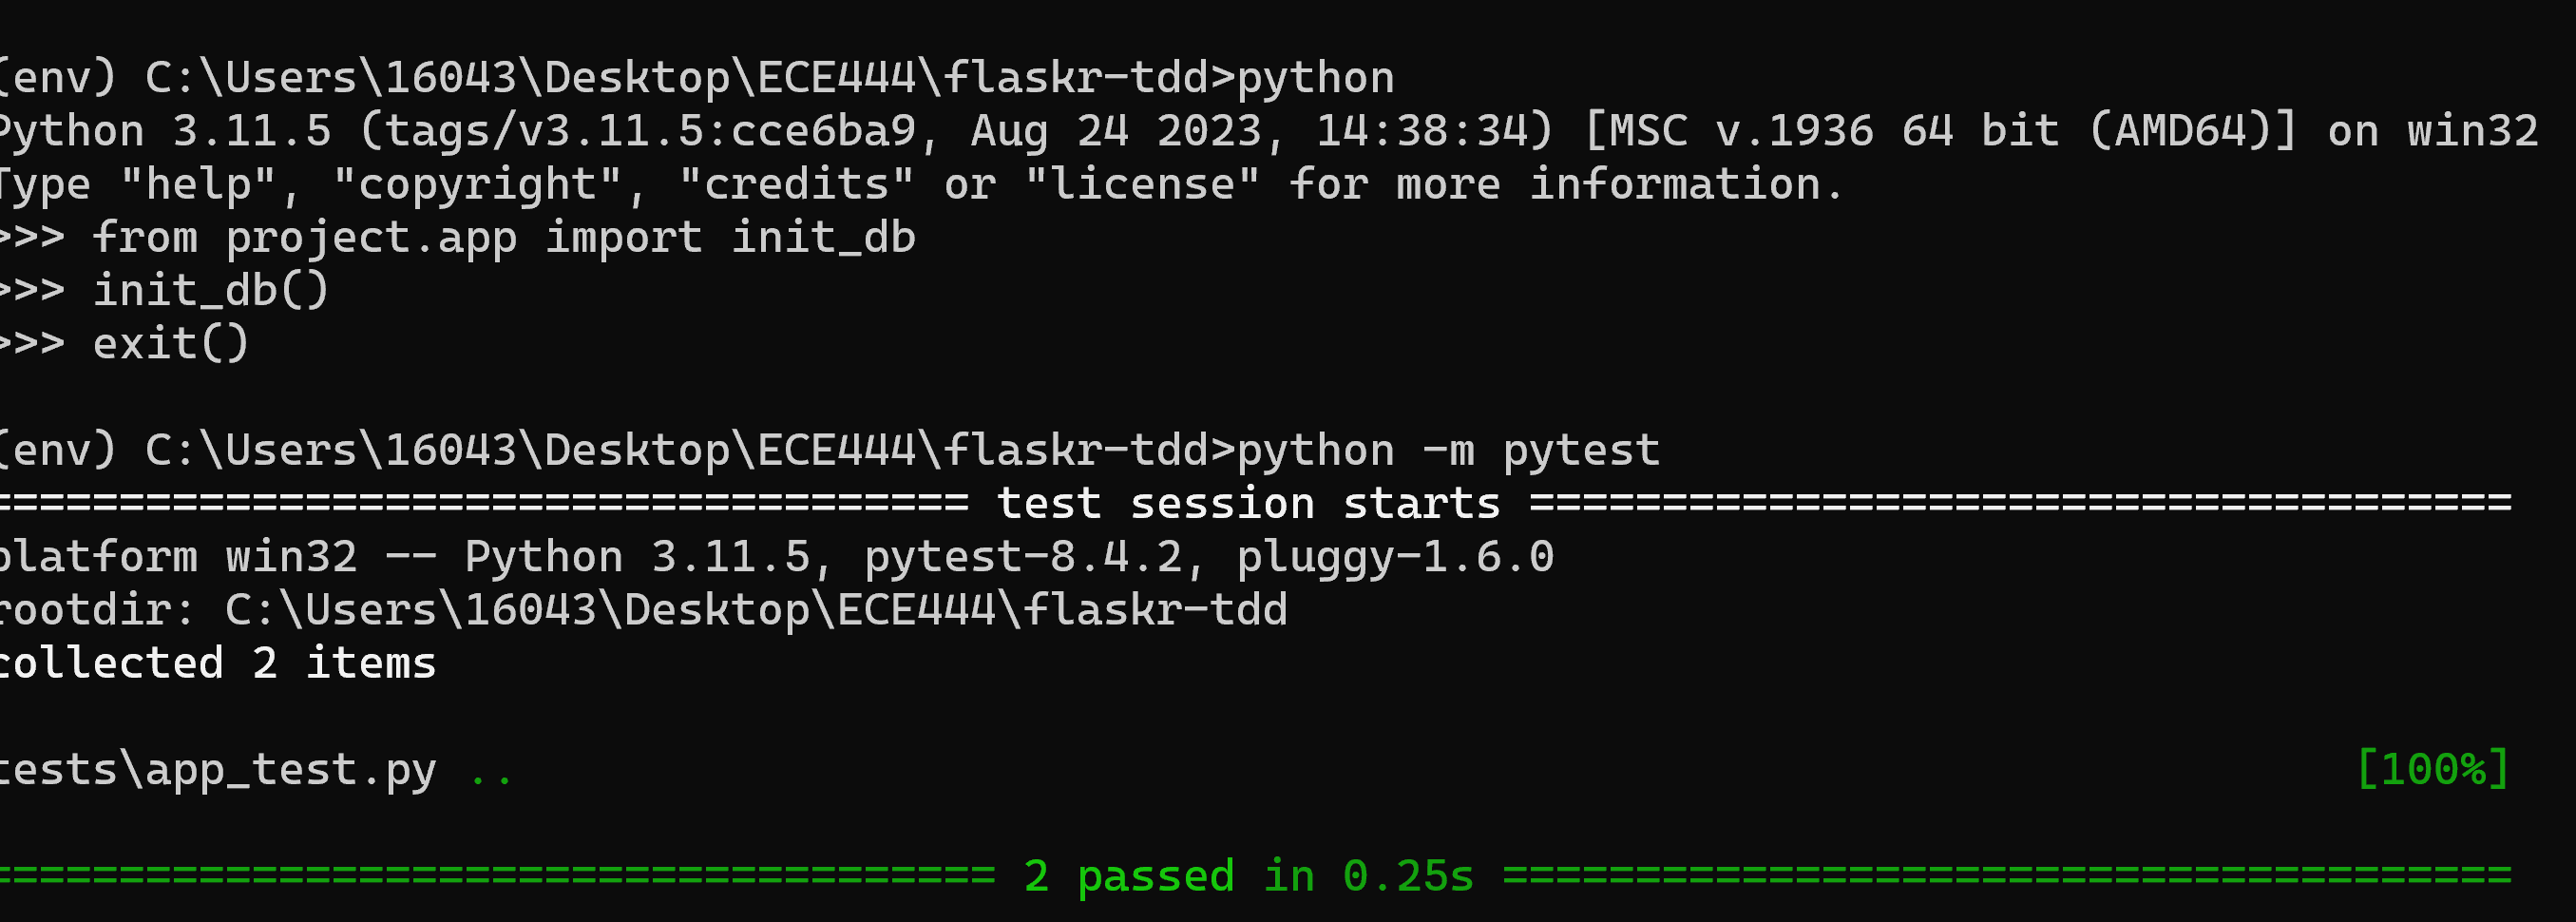 (env) C:\Users\16043\Desktop\ECE444\flaskr-tdd>python
Python 3.11.5 (tags/v3.11.5:cce6ba9, Aug 24 2023, 14:38:34) [MSC v.1936 64 bit (AMD64)] on win32
Type "help", "copyright", "credits" or "license" for more information.
>>> from project.app import init_db
>>> init_db()
>>> exit()
(env) C:\Users\16043\Desktop\ECE444\flaskr-tdd>python -m pytest
===================================== test session starts =====================================
platform win32 -- Python 3.11.5, pytest-8.4.2, pluggy-1.6.0
rootdir: C:\Users\16043\Desktop\ECE444\flaskr-tdd
collected 2 items
tests\app_test.py .. [100%]
====================================== 2 passed in 0.25s ======================================